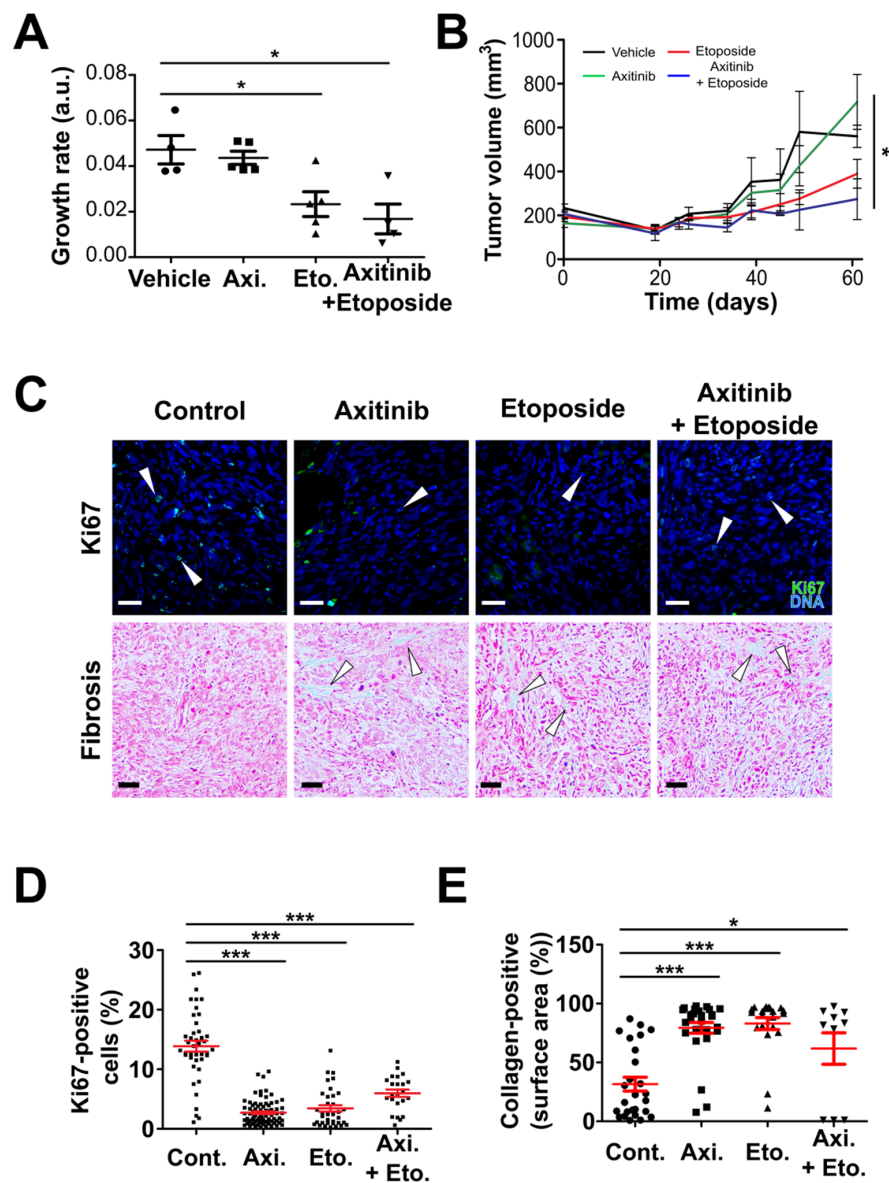 A
Growth rate (a.u.)
0.08
0.06
0.04
0.02
0.00
*
*
Vehicle
Axi.
Eto.
Axitinib
+Etoposide
B
Tumor volume (mm³)
1000
800
600
400
200
0
Vehicle
Axitinib
Etoposide
Axitinib
+ Etoposide
*
0
20
40
60
Time (days)
C
Control
Axitinib
Etoposide
Axitinib
+ Etoposide
Ki67
Ki67
DNA
Fibrosis
D
Ki67-positive
cells (%)
30
20
10
0
***
***
***
Cont.
Axi.
Eto.
Axi.
+ Eto.
E
Collagen-positive
(surface area (%))
150
100
50
0
*
***
***
Cont.
Axi.
Eto.
Axi.
+ Eto.